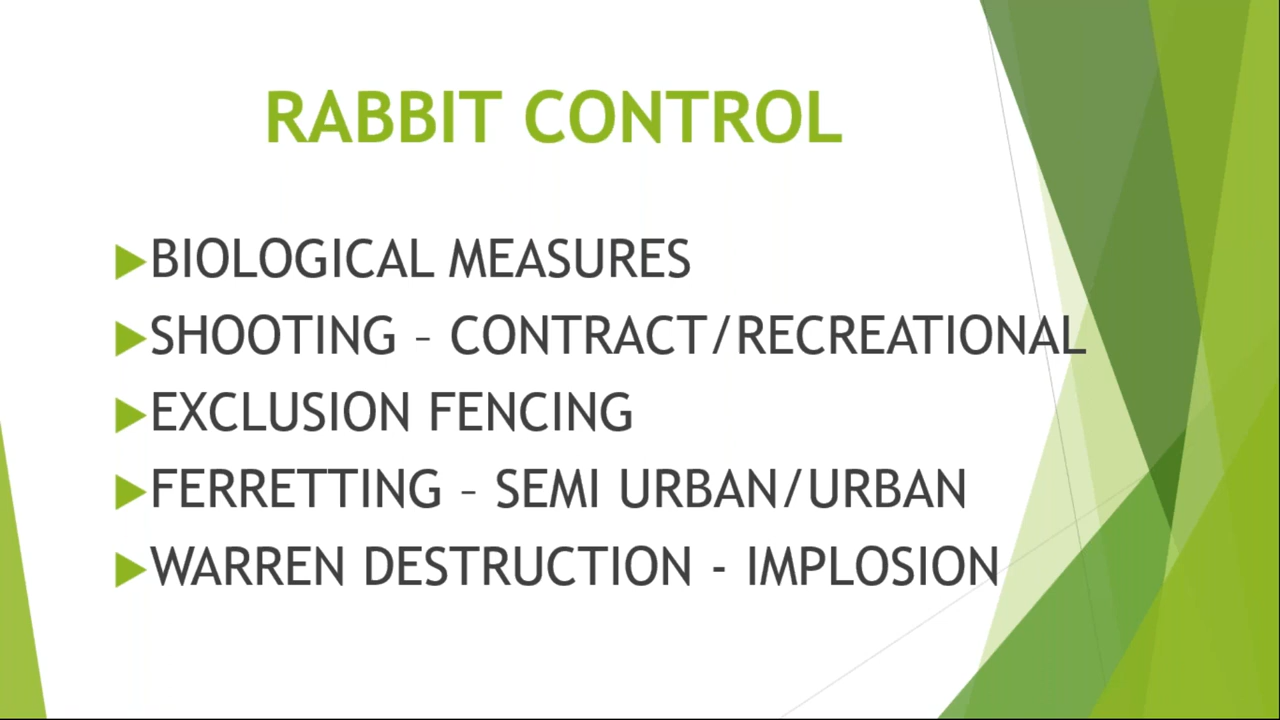 RABBIT CONTROL
BIOLOGICAL MEASURES
SHOOTING – CONTRACT/RECREATIONAL
EXCLUSION FENCING
FERRETTING – SEMI URBAN/URBAN
WARREN DESTRUCTION - IMPLOSION